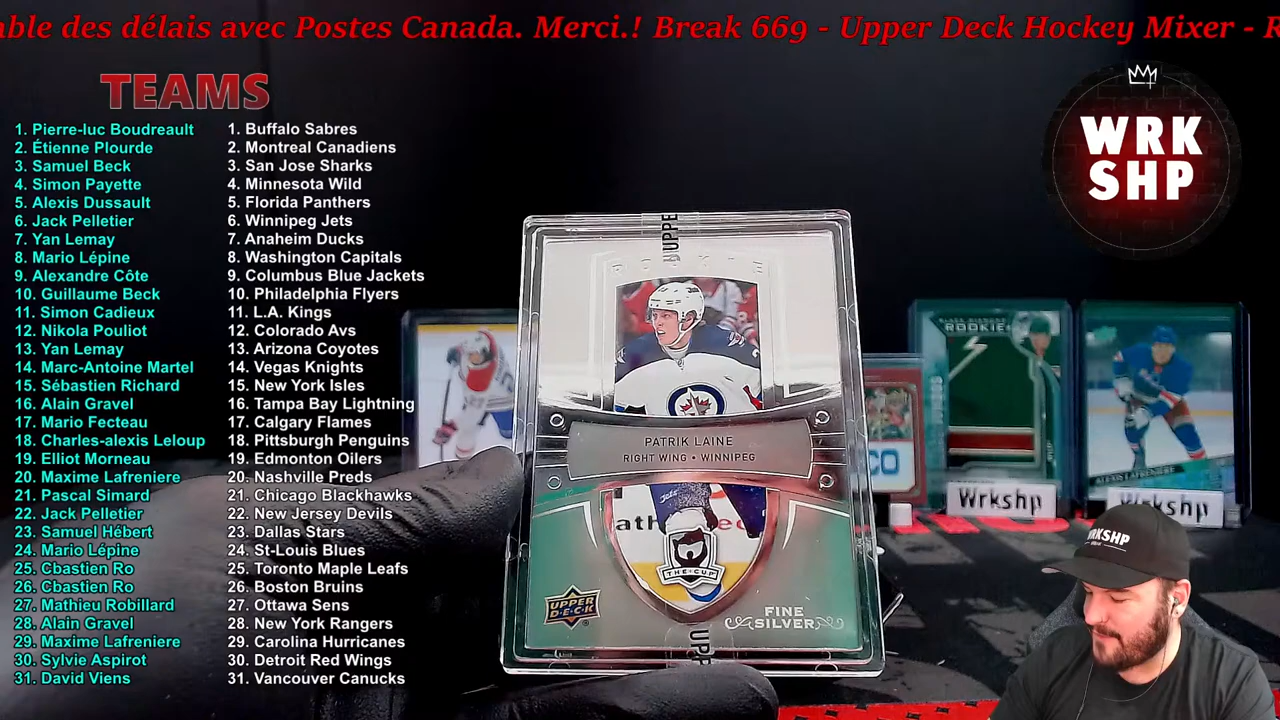 able des délais avec Postes Canada. Merci.! Break 669 - Upper Deck Hockey Mixer - R
TEAMS
1. Pierre-luc Boudreault
2. Étienne Plourde
3. Samuel Beck
4. Simon Payette
5. Alexis Dussault
6. Jack Pelletier
7. Yan Lemay
8. Mario Lépine
9. Alexandre Côte
10. Guillaume Beck
11. Simon Cadieux
12. Nikola Pouliot
13. Yan Lemay
14. Marc-Antoine Martel
15. Sébastien Richard
16. Alain Gravel
17. Mario Fecteau
18. Charles-alexis Leloup
19. Elliot Morneau
20. Maxime Lafreniere
21. Pascal Simard
22. Jack Pelletier
23. Samuel Hébert
24. Mario Lépine
25. Cbastien Ro
26. Cbastien Ro
27. Mathieu Robillard
28. Alain Gravel
29. Maxime Lafreniere
30. Sylvie Aspirot
31. David Viens
1. Buffalo Sabres
2. Montreal Canadiens
3. San Jose Sharks
4. Minnesota Wild
5. Florida Panthers
6. Winnipeg Jets
7. Anaheim Ducks
8. Washington Capitals
9. Columbus Blue Jackets
10. Philadelphia Flyers
11. L.A. Kings
12. Colorado Avs
13. Arizona Coyotes
14. Vegas Knights
15. New York Isles
16. Tampa Bay Lightning
17. Calgary Flames
18. Pittsburgh Penguins
19. Edmonton Oilers
20. Nashville Preds
21. Chicago Blackhawks
22. New Jersey Devils
23. Dallas Stars
24. St-Louis Blues
25. Toronto Maple Leafs
26. Boston Bruins
27. Ottawa Sens
28. New York Rangers
29. Carolina Hurricanes
30. Detroit Red Wings
31. Vancouver Canucks
WRK
SHP
UPPE
ROOKIE
PATRIK LAINE
RIGHT WING • WINNIPEG
THE CUP
UPPER
DECK
FINE
SILVER
UPP
ROOKIE
Wrkshp
ALEXIS LAFRENIERE
Wrkshp
WRKSHP